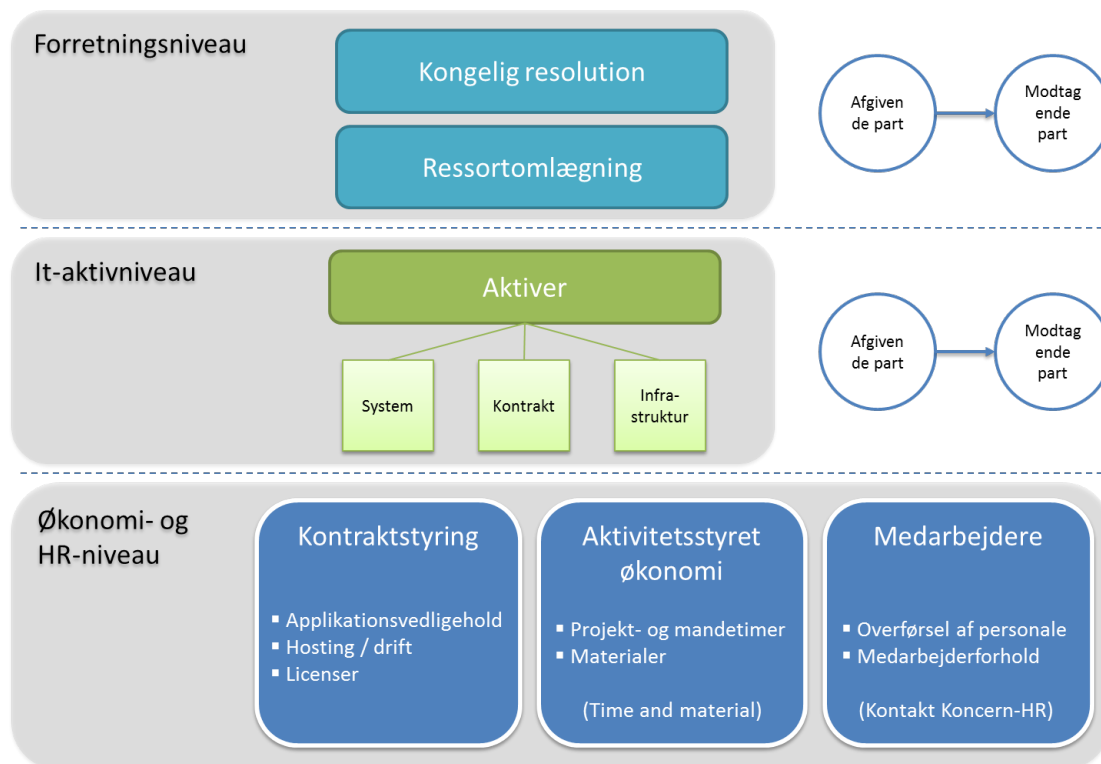 Forretningsniveau
Kongelig resolution
Ressortomlægning
Afgiven
de part
Modtag
ende
part
It-aktivniveau
Aktiver
System
Kontrakt
Infra-
struktur
Afgiven
de part
Modtag
ende
part
Økonomi- og
HR-niveau
Kontraktstyring
▪ Applikationsvedligehold
▪ Hosting / drift
▪ Licenser
Aktivitetsstyret
økonomi
▪ Projekt- og mandetimer
▪ Materialer
(Time and material)
Medarbejdere
▪ Overførsel af personale
▪ Medarbejderforhold
(Kontakt Koncern-HR)